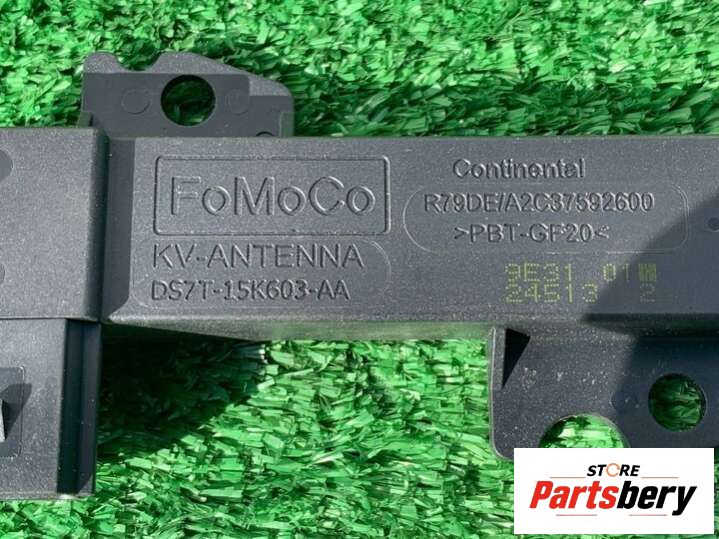 FoMoCo
KV-ANTENNA
DS7T-15K603-AA
Continental
R79DE/A2C37592600
>PBT-GF20<
9E31 01
24513 2
STORE
Partsbery